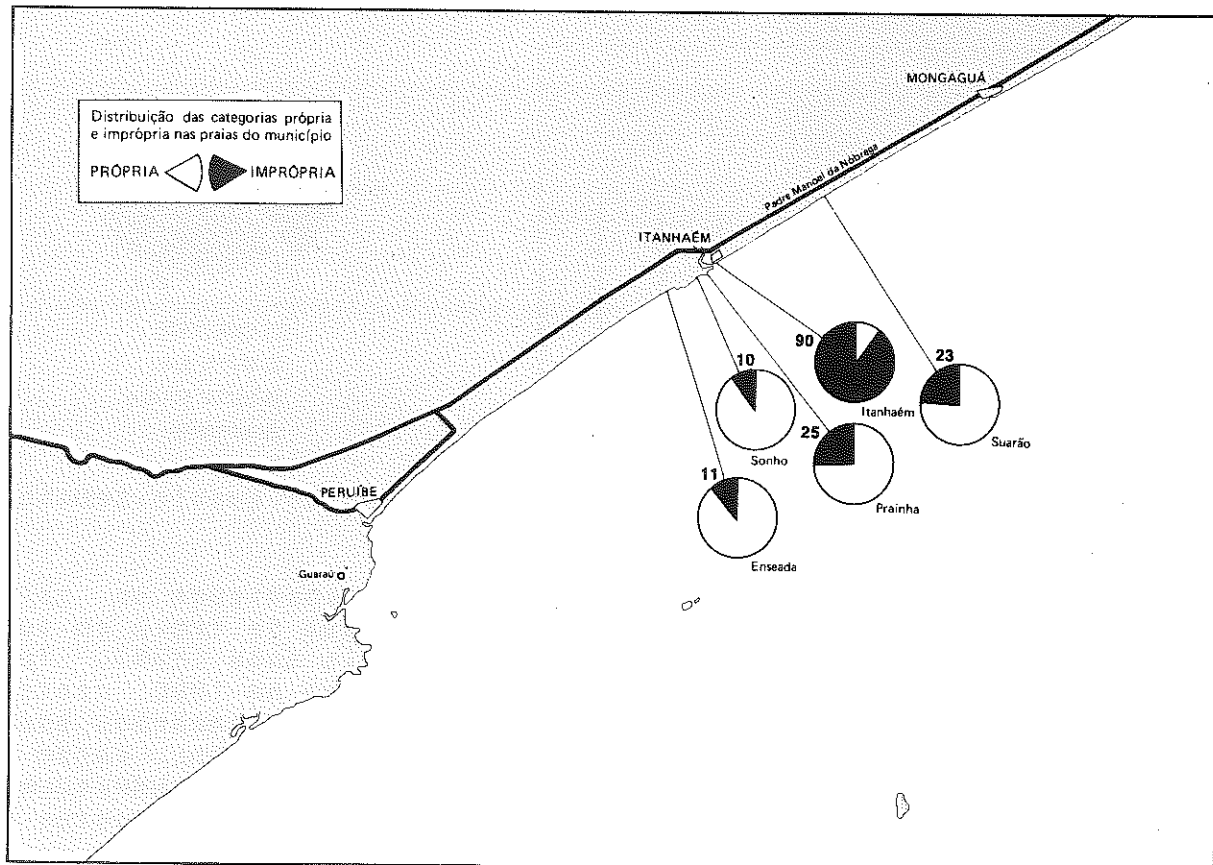 MONGAGUÁ
Distribuição das categorias própria
e imprópria nas praias do município
PRÓPRIA IMPRÓPRIA
Padre Manoel da Nóbrega
ITANHAÉM
90
Itanhaém
23
Suarão
10
Sonho
25
Prainha
11
Enseada
PERUÍBE
Guaraú